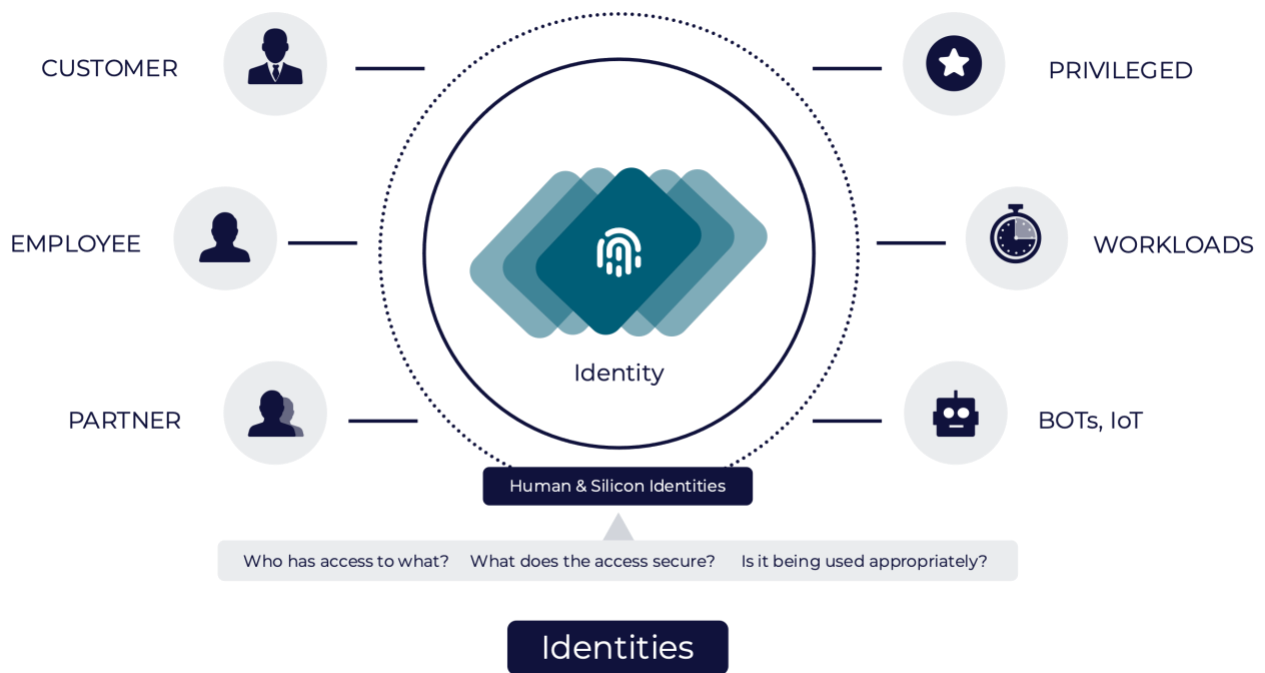 CUSTOMER
PRIVILEGED
EMPLOYEE
WORKLOADS
Identity
PARTNER
BOTs, IoT
Human & Silicon Identities
Who has access to what? What does the access secure? Is it being used appropriately?
Identities